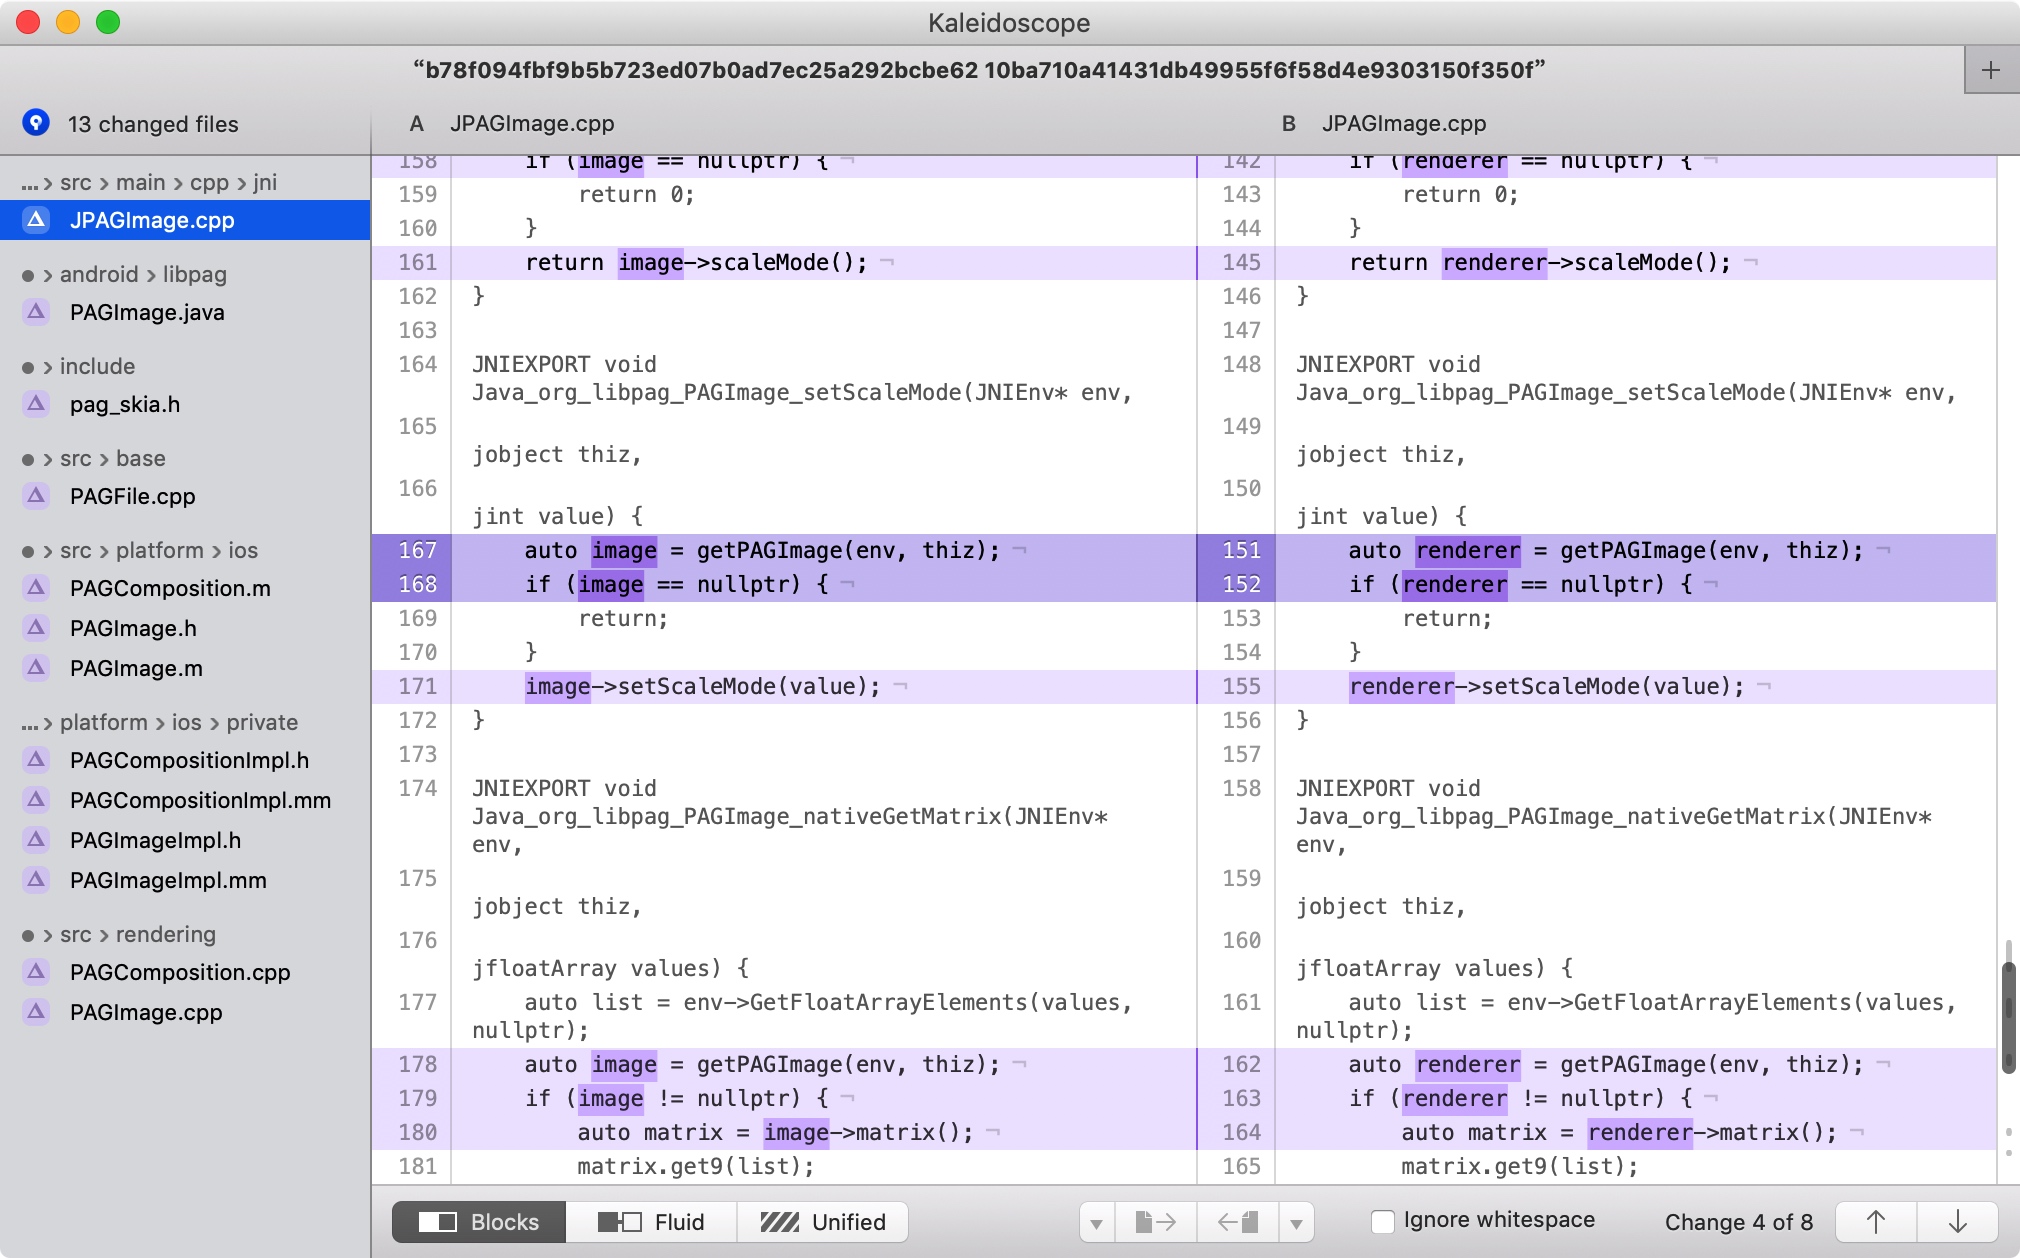 Kaleidoscope
“b78f094fbf9b5b723ed07b0ad7ec25a292bcbe62 10ba710a41431db49955f6f58d4e9303150f350f”
13 changed files
A JPAGImage.cpp
B JPAGImage.cpp
... › src › main › cpp › jni
JPAGImage.cpp
● › android › libpag
PAGImage.java
● › include
pag_skia.h
● › src › base
PAGFile.cpp
● › src › platform › ios
PAGComposition.m
PAGImage.h
PAGImage.m
... › platform › ios › private
PAGCompositionImpl.h
PAGCompositionImpl.mm
PAGImageImpl.h
PAGImageImpl.mm
● › src › rendering
PAGComposition.cpp
PAGImage.cpp
158 if (image == nullptr) { ¬
159 return 0;
160 }
161 return image->scaleMode(); ¬
162 }
163
164 JNIEXPORT void
Java_org_libpag_PAGImage_setScaleMode(JNIEnv* env,
165
jobject thiz,
166
jint value) {
167 auto image = getPAGImage(env, thiz); ¬
168 if (image == nullptr) { ¬
169 return;
170 }
171 image->setScaleMode(value); ¬
172 }
173
174 JNIEXPORT void
Java_org_libpag_PAGImage_nativeGetMatrix(JNIEnv*
env,
175
jobject thiz,
176
jfloatArray values) {
177 auto list = env->GetFloatArrayElements(values,
nullptr);
178 auto image = getPAGImage(env, thiz); ¬
179 if (image != nullptr) { ¬
180 auto matrix = image->matrix(); ¬
181 matrix.get9(list);
142 if (renderer == nullptr) { ¬
143 return 0;
144 }
145 return renderer->scaleMode(); ¬
146 }
147
148 JNIEXPORT void
Java_org_libpag_PAGImage_setScaleMode(JNIEnv* env,
149
jobject thiz,
150
jint value) {
151 auto renderer = getPAGImage(env, thiz); ¬
152 if (renderer == nullptr) { ¬
153 return;
154 }
155 renderer->setScaleMode(value); ¬
156 }
157
158 JNIEXPORT void
Java_org_libpag_PAGImage_nativeGetMatrix(JNIEnv*
env,
159
jobject thiz,
160
jfloatArray values) {
161 auto list = env->GetFloatArrayElements(values,
nullptr);
162 auto renderer = getPAGImage(env, thiz); ¬
163 if (renderer != nullptr) { ¬
164 auto matrix = renderer->matrix(); ¬
165 matrix.get9(list);
Blocks Fluid Unified
Ignore whitespace
Change 4 of 8